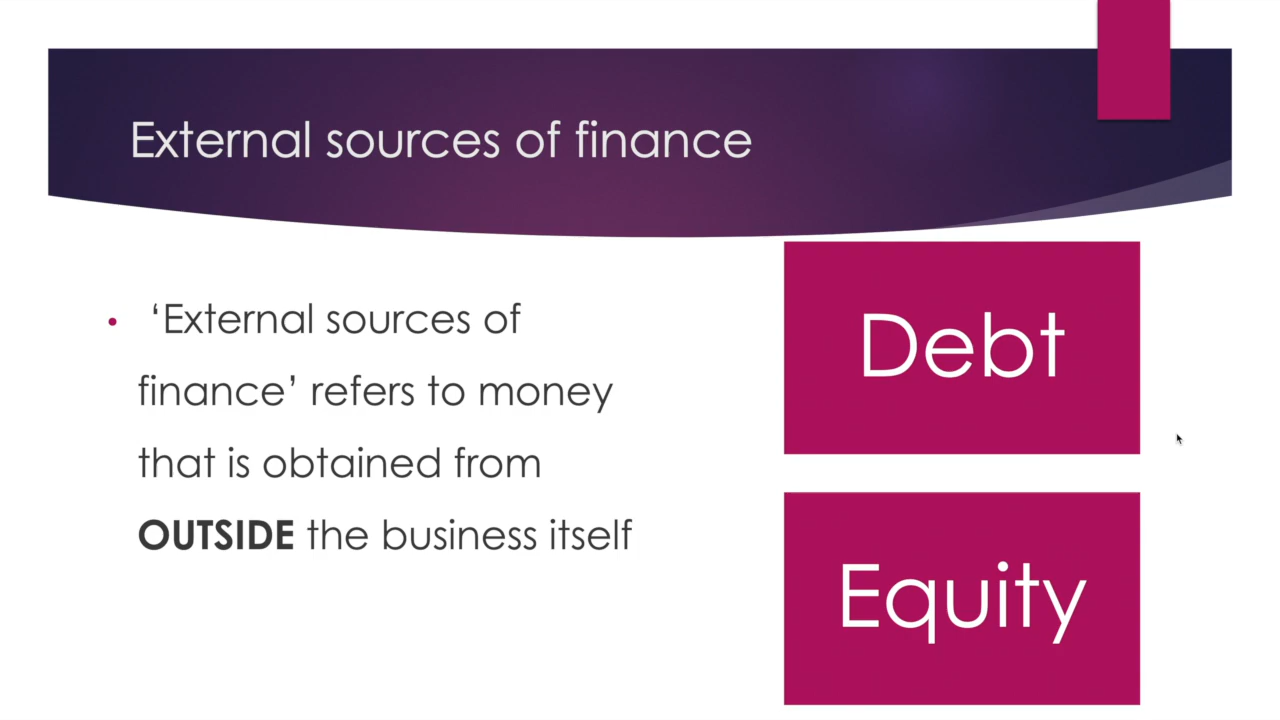 External sources of finance
• ‘External sources of
finance’ refers to money
that is obtained from
OUTSIDE the business itself
Debt
Equity